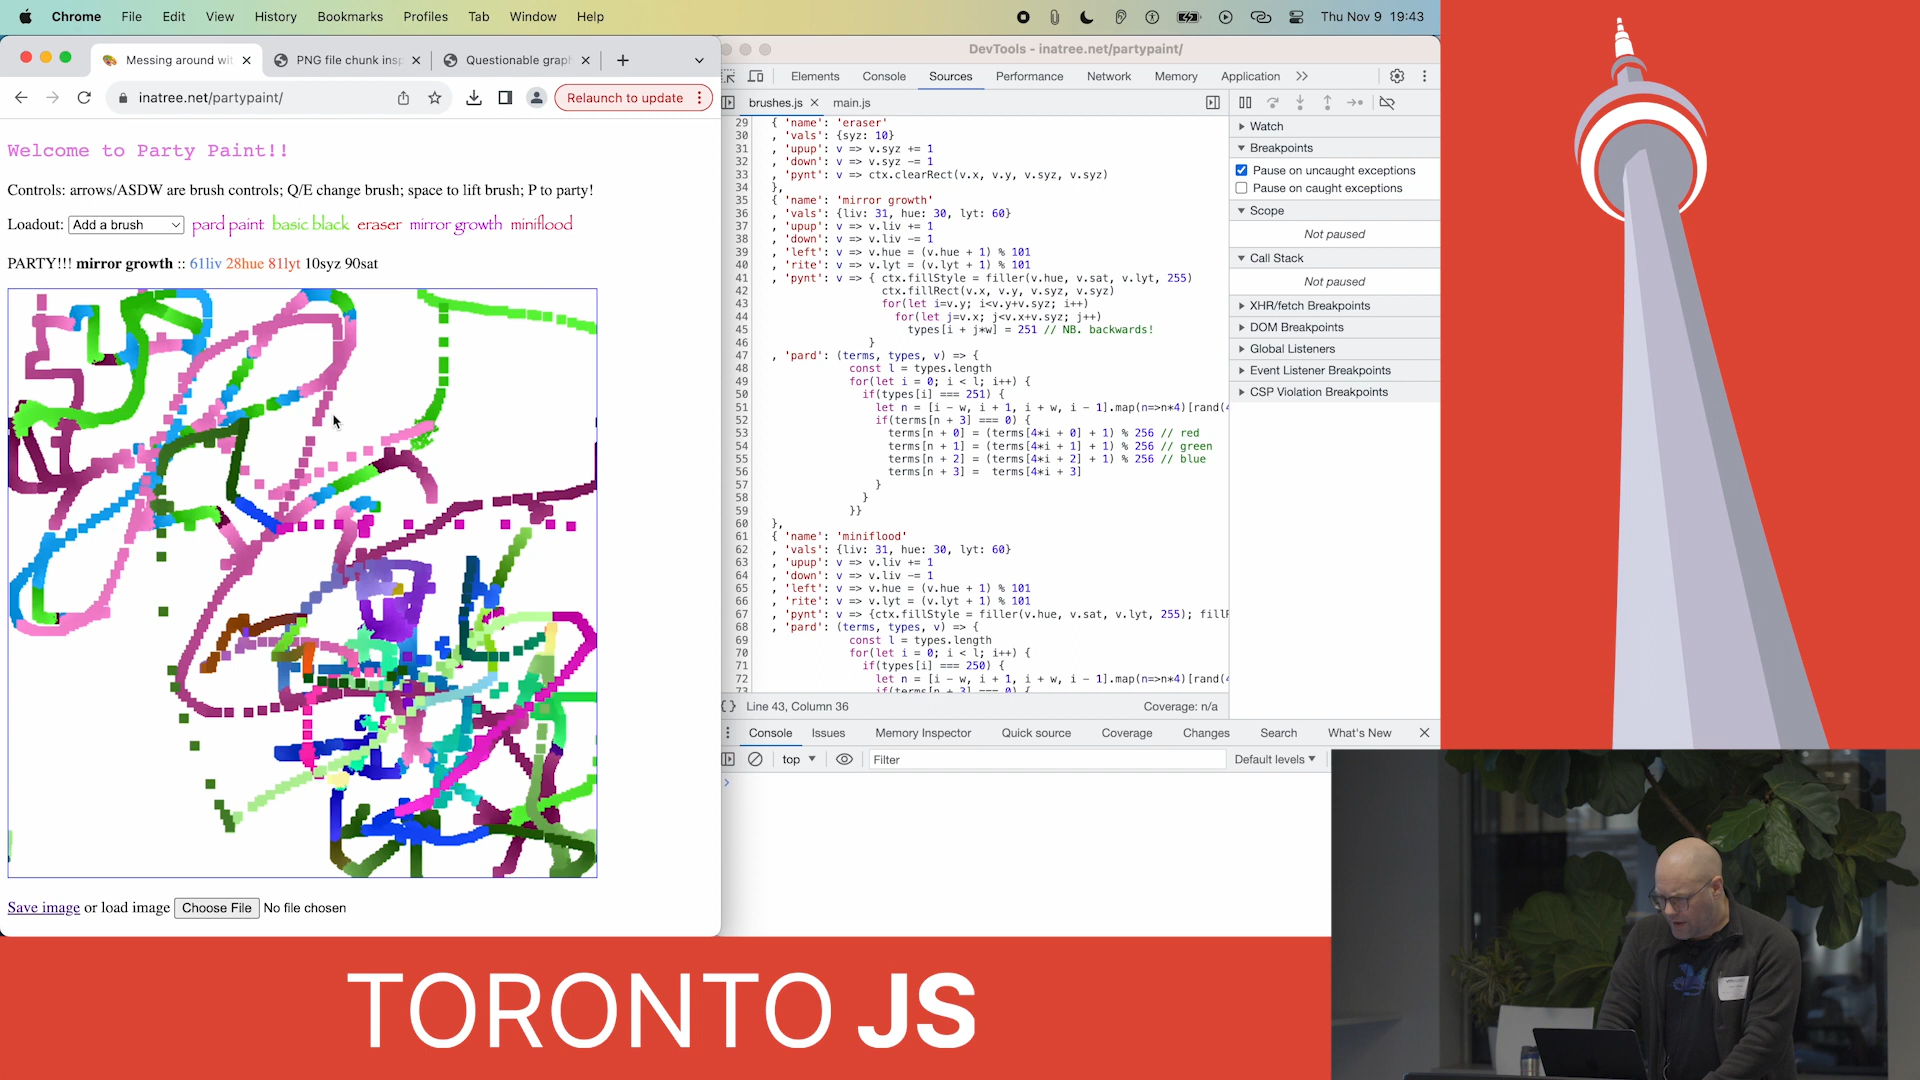 Chrome File Edit View History Bookmarks Profiles Tab Window Help Thu Nov 9 19:43
Messing around wit PNG file chunk insp Questionable graph
inatree.net/partypaint/ Relaunch to update
Welcome to Party Paint!!
Controls: arrows/ASDW are brush controls; Q/E change brush; space to lift brush; P to party!
Loadout: Add a brush pard paint basic black eraser mirror growth miniflood
PARTY!!! mirror growth :: 61liv 28hue 81lyt 10syz 90sat
Save image or load image Choose File No file chosen
DevTools - inatree.net/partypaint/
Elements Console Sources Performance Network Memory Application
brushes.js main.js
29 { 'name': 'eraser'
30 , 'vals': {syz: 10}
31 , 'upup': v => v.syz += 1
32 , 'down': v => v.syz -= 1
33 , 'pynt': v => ctx.clearRect(v.x, v.y, v.syz, v.syz)
34 },
35 { 'name': 'mirror growth'
36 , 'vals': {liv: 31, hue: 30, lyt: 60}
37 , 'upup': v => v.liv += 1
38 , 'down': v => v.liv -= 1
39 , 'left': v => v.hue = (v.hue + 1) % 101
40 , 'rite': v => v.lyt = (v.lyt + 1) % 101
41 , 'pynt': v => { ctx.fillStyle = filler(v.hue, v.sat, v.lyt, 255)
42 ctx.fillRect(v.x, v.y, v.syz, v.syz)
43 for(let i=v.y; i<v.y+v.syz; i++)
44 for(let j=v.x; j<v.x+v.syz; j++)
45 types[i + j*w] = 251 // NB. backwards!
46 }
47 , 'pard': (terms, types, v) => {
48 const l = types.length
49 for(let i = 0; i < l; i++) {
50 if(types[i] === 251) {
51 let n = [i - w, i + 1, i + w, i - 1].map(n=>n*4)[rand(4
52 if(terms[n + 3] === 0) {
53 terms[n + 0] = (terms[4*i + 0] + 1) % 256 // red
54 terms[n + 1] = (terms[4*i + 1] + 1) % 256 // green
55 terms[n + 2] = (terms[4*i + 2] + 1) % 256 // blue
56 terms[n + 3] = terms[4*i + 3]
57 }
58 }
59 }}
60 },
61 { 'name': 'miniflood'
62 , 'vals': {liv: 31, hue: 30, lyt: 60}
63 , 'upup': v => v.liv += 1
64 , 'down': v => v.liv -= 1
65 , 'left': v => v.hue = (v.hue + 1) % 101
66 , 'rite': v => v.lyt = (v.lyt + 1) % 101
67 , 'pynt': v => {ctx.fillStyle = filler(v.hue, v.sat, v.lyt, 255); fillR
68 , 'pard': (terms, types, v) => {
69 const l = types.length
70 for(let i = 0; i < l; i++) {
71 if(types[i] === 250) {
72 let n = [i - w, i + 1, i + w, i - 1].map(n=>n*4)[rand(4
73 if(terms[n + 3] === 0) {
{} Line 43, Column 36 Coverage: n/a
Watch
Breakpoints
Pause on uncaught exceptions
Pause on caught exceptions
Scope
Not paused
Call Stack
Not paused
XHR/fetch Breakpoints
DOM Breakpoints
Global Listeners
Event Listener Breakpoints
CSP Violation Breakpoints
Console Issues Memory Inspector Quick source Coverage Changes Search What's New
top Filter Default levels
TORONTO JS